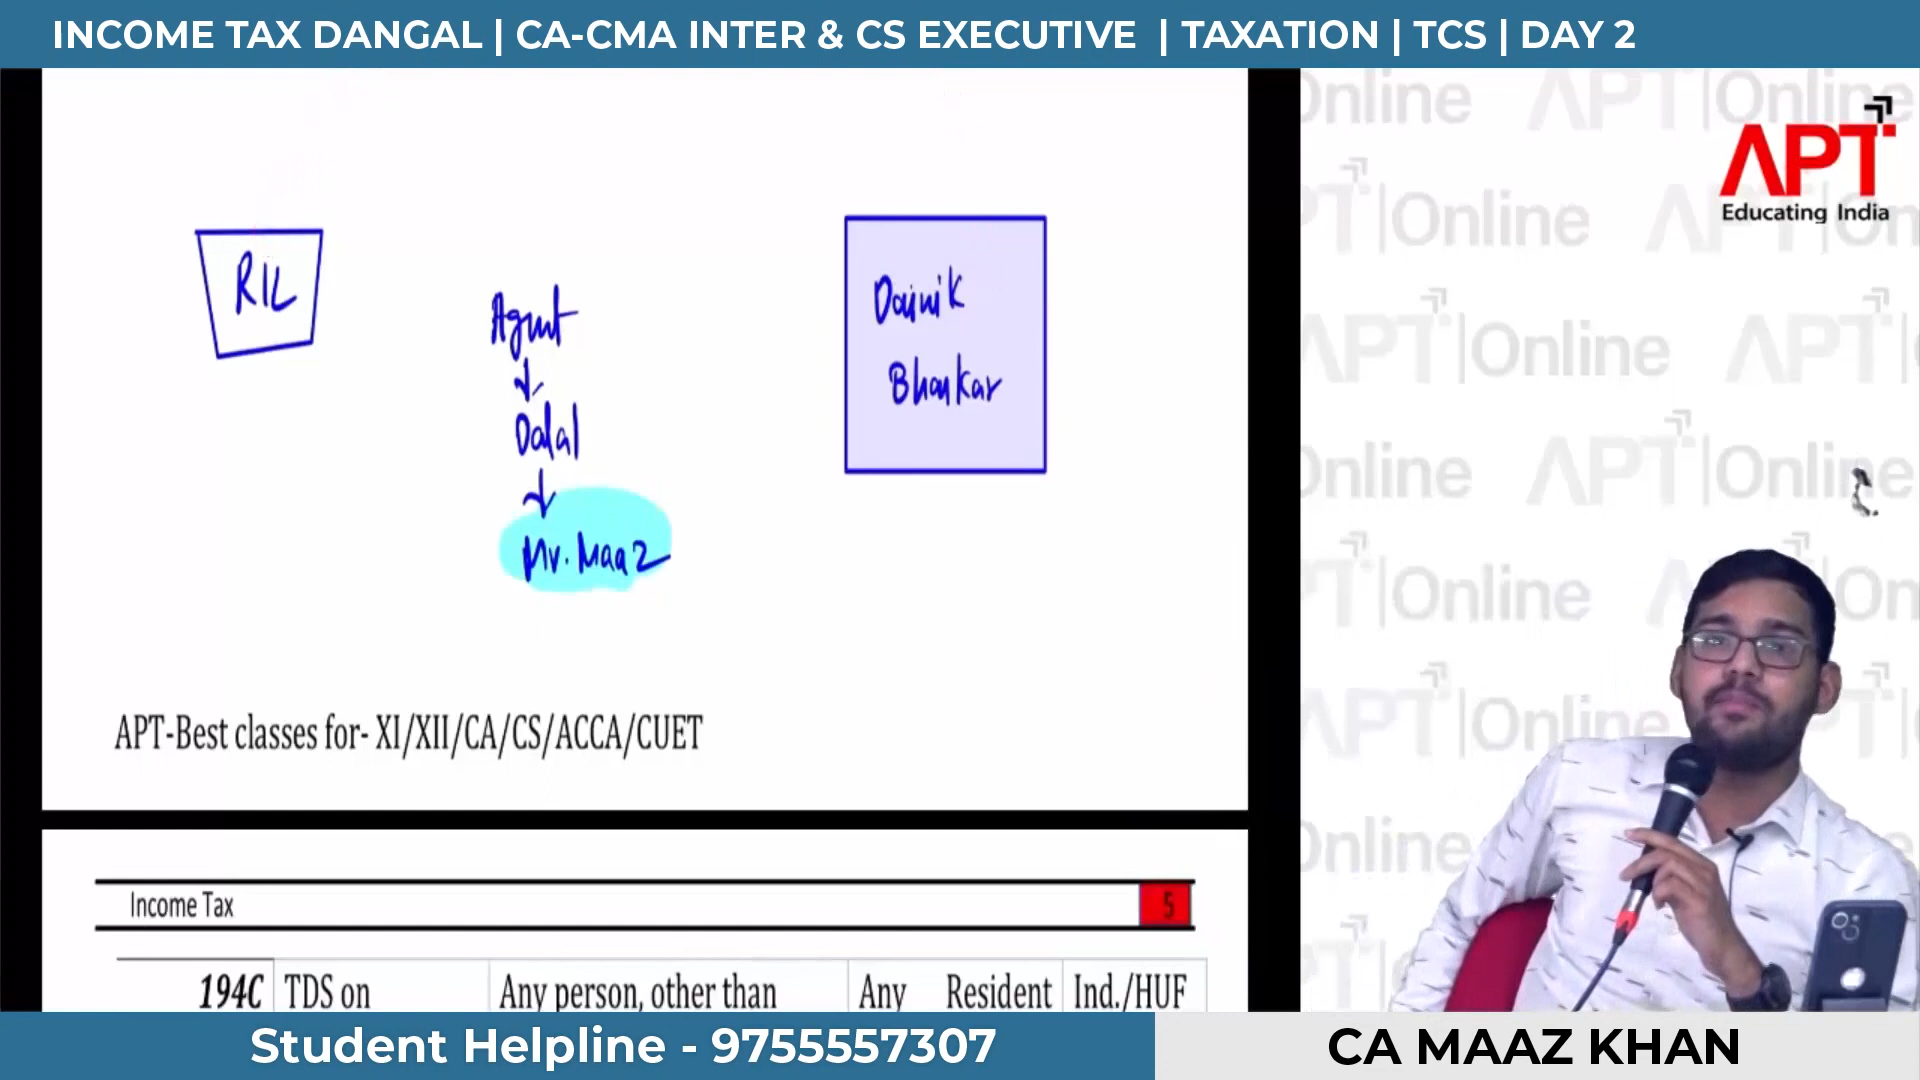 INCOME TAX DANGAL | CA-CMA INTER & CS EXECUTIVE | TAXATION | TCS | DAY 2
APT
Educating India
RIL
Agent
Dalal
Mr. Maaz
Dainik
Bhaskar
APT-Best classes for- XI/XII/CA/CS/ACCA/CUET
Income Tax 5
194C TDS on Any person, other than Any Resident Ind./HUF
Student Helpline - 9755557307
CA MAAZ KHAN
APT|Online